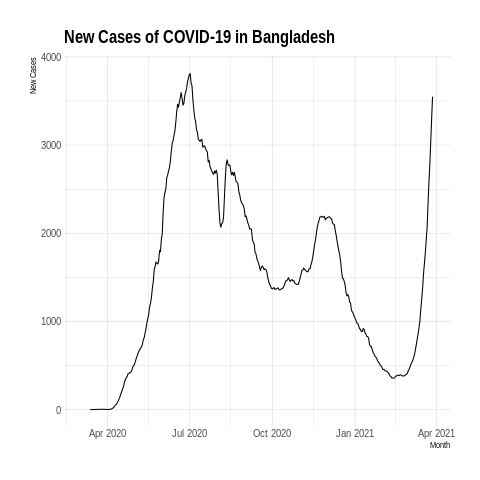 New Cases of COVID-19 in Bangladesh
New Cases
4000
3000
2000
1000
0
Apr 2020
Jul 2020
Oct 2020
Jan 2021
Apr 2021
Month